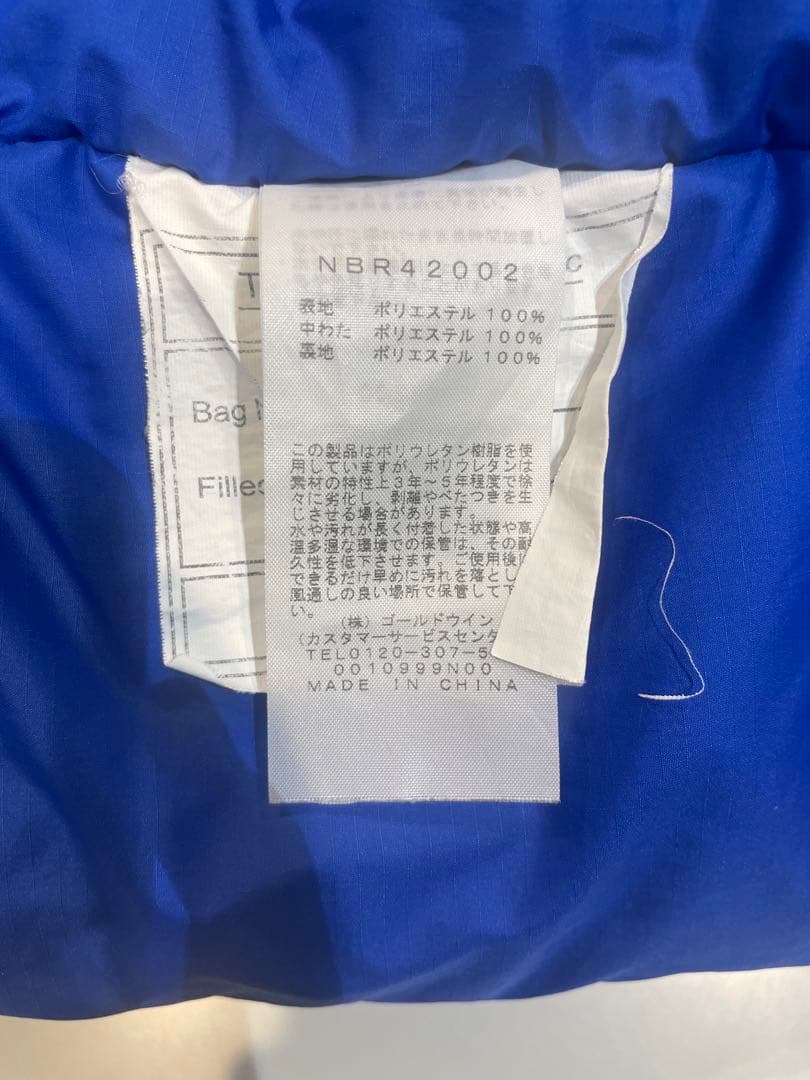 NBR42002
表地 ポリエステル 100%
中わた ポリエステル 100%
裏地 ポリエステル 100%
Bag
Filled
この製品はポリウレタン樹脂を使
用していますが、ポリウレタンは
素材の特性上3年～5年程度で徐
々に劣化し、剥離やべたつきを生
じさせる場合があります。
水や汚れが長く付着した状態や高
温多湿な環境での保管は、その耐
久性を低下させます。ご使用後は
できるだけ早めに汚れを落とし
風通しの良い場所で保管して下
い。
(株)ゴールドウイン
(カスタマーサービスセンタ
TEL0120-307-5
0010999N00
MADE IN CHINA